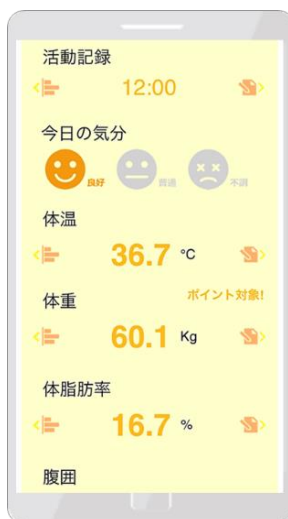 活動記録
12:00
今日の気分
良好 普通 不調
体温
36.7 ℃
ポイント対象!
体重
60.1 Kg
体脂肪率
16.7 %
腹囲